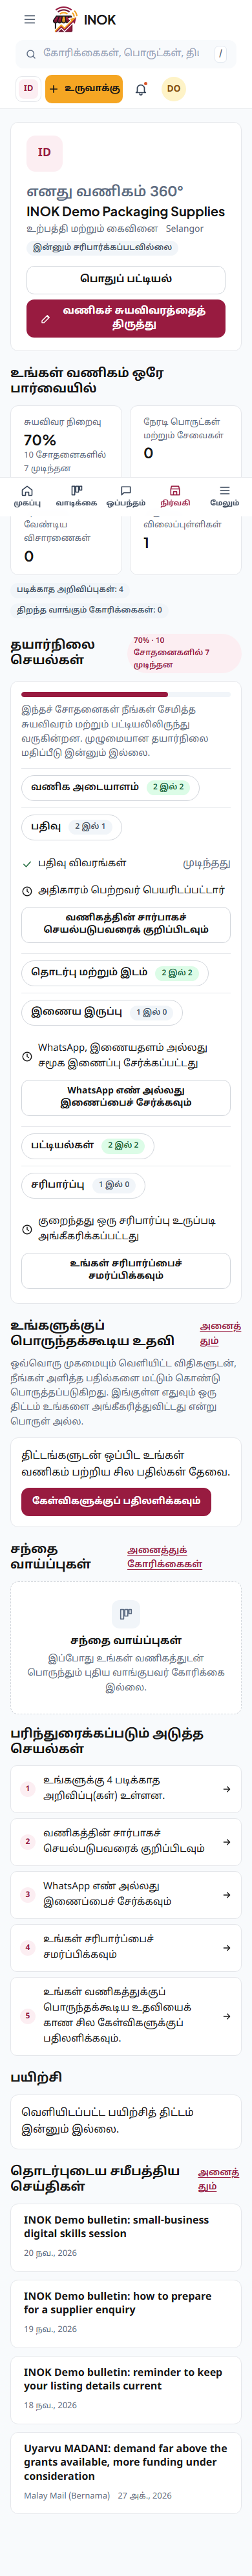 INOK
கோரிக்கைகள், பொருட்கள், நி
/
ID
+ உருவாக்கு
DO
ID
எனது வணிகம் 360°
INOK Demo Packaging Supplies
உற்பத்தி மற்றும் கைவினை Selangor
இன்னும் சரிபார்க்கப்படவில்லை
பொதுப் பட்டியல்
வணிகச் சுயவிவரத்தைத்
திருத்து
உங்கள் வணிகம் ஒரே
பார்வையில்
சுயவிவர நிறைவு
70%
10 சோதனைகளில்
7 முடிந்தன
நேரடி பொருட்கள்
மற்றும் சேவைகள்
0
முகப்பு
வாடிக்கை
ஒப்பந்தம்
நிர்வகி
மேலும்
வேண்டிய
விசாரணைகள்
0
விலைப்புள்ளிகள்
1
படிக்காத அறிவிப்புகள்: 4
திறந்த வாங்கும் கோரிக்கைகள்: 0
தயார்நிலை
செயல்கள்
70% · 10
சோதனைகளில் 7
முடிந்தன
இந்தச் சோதனைகள் நீங்கள் சேமித்த
சுயவிவரம் மற்றும் பட்டியலிலிருந்து
வருகின்றன. முழுமையான தயார்நிலை
மதிப்பீடு இன்னும் இல்லை.
வணிக அடையாளம் 2 இல் 2
பதிவு 2 இல் 1
பதிவு விவரங்கள் முடிந்தது
அதிகாரம் பெற்றவர் பெயரிடப்பட்டார்
வணிகத்தின் சார்பாகச்
செயல்படுபவரைக் குறிப்பிடவும்
தொடர்பு மற்றும் இடம் 2 இல் 2
இணைய இருப்பு 1 இல் 0
WhatsApp, இணையதளம் அல்லது
சமூக இணைப்பு சேர்க்கப்பட்டது
WhatsApp எண் அல்லது
இணைப்பைச் சேர்க்கவும்
பட்டியல்கள் 2 இல் 2
சரிபார்ப்பு 1 இல் 0
குறைந்தது ஒரு சரிபார்ப்பு உருப்படி
அங்கீகரிக்கப்பட்டது
உங்கள் சரிபார்ப்பைச்
சமர்ப்பிக்கவும்
உங்களுக்குப்
பொருந்தக்கூடிய உதவி
அனைத்
தும்
ஒவ்வொரு முகமையும் வெளியிட்ட விதிகளுடன்,
நீங்கள் அளித்த பதில்களை மட்டும் கொண்டு
பொருத்தப்படுகிறது. இங்குள்ள எதுவும் ஒரு
திட்டம் உங்களை அங்கீகரித்துவிட்டது என்று
பொருள் அல்ல.
திட்டங்களுடன் ஒப்பிட உங்கள்
வணிகம் பற்றிய சில பதில்கள் தேவை.
கேள்விகளுக்குப் பதிலளிக்கவும்
சந்தை
வாய்ப்புகள்
அனைத்துக்
கோரிக்கைகள்
சந்தை வாய்ப்புகள்
இப்போது உங்கள் வணிகத்துடன்
பொருந்தும் புதிய வாங்குபவர் கோரிக்கை
இல்லை.
பரிந்துரைக்கப்படும் அடுத்த
செயல்கள்
1 உங்களுக்கு 4 படிக்காத
அறிவிப்பு(கள்) உள்ளன.
2 வணிகத்தின் சார்பாகச்
செயல்படுபவரைக் குறிப்பிடவும்
3 WhatsApp எண் அல்லது
இணைப்பைச் சேர்க்கவும்
4 உங்கள் சரிபார்ப்பைச்
சமர்ப்பிக்கவும்
5 உங்கள் வணிகத்துக்குப்
பொருந்தக்கூடிய உதவியைக்
காண சில கேள்விகளுக்குப்
பதிலளிக்கவும்.
பயிற்சி
வெளியிடப்பட்ட பயிற்சித் திட்டம்
இன்னும் இல்லை.
தொடர்புடைய சமீபத்திய
செய்திகள்
அனைத்
தும்
INOK Demo bulletin: small-business
digital skills session
20 நவ., 2026
INOK Demo bulletin: how to prepare
for a supplier enquiry
19 நவ., 2026
INOK Demo bulletin: reminder to keep
your listing details current
18 நவ., 2026
Uyarvu MADANI: demand far above the
grants available, more funding under
consideration
Malay Mail (Bernama) 27 அக்., 2026